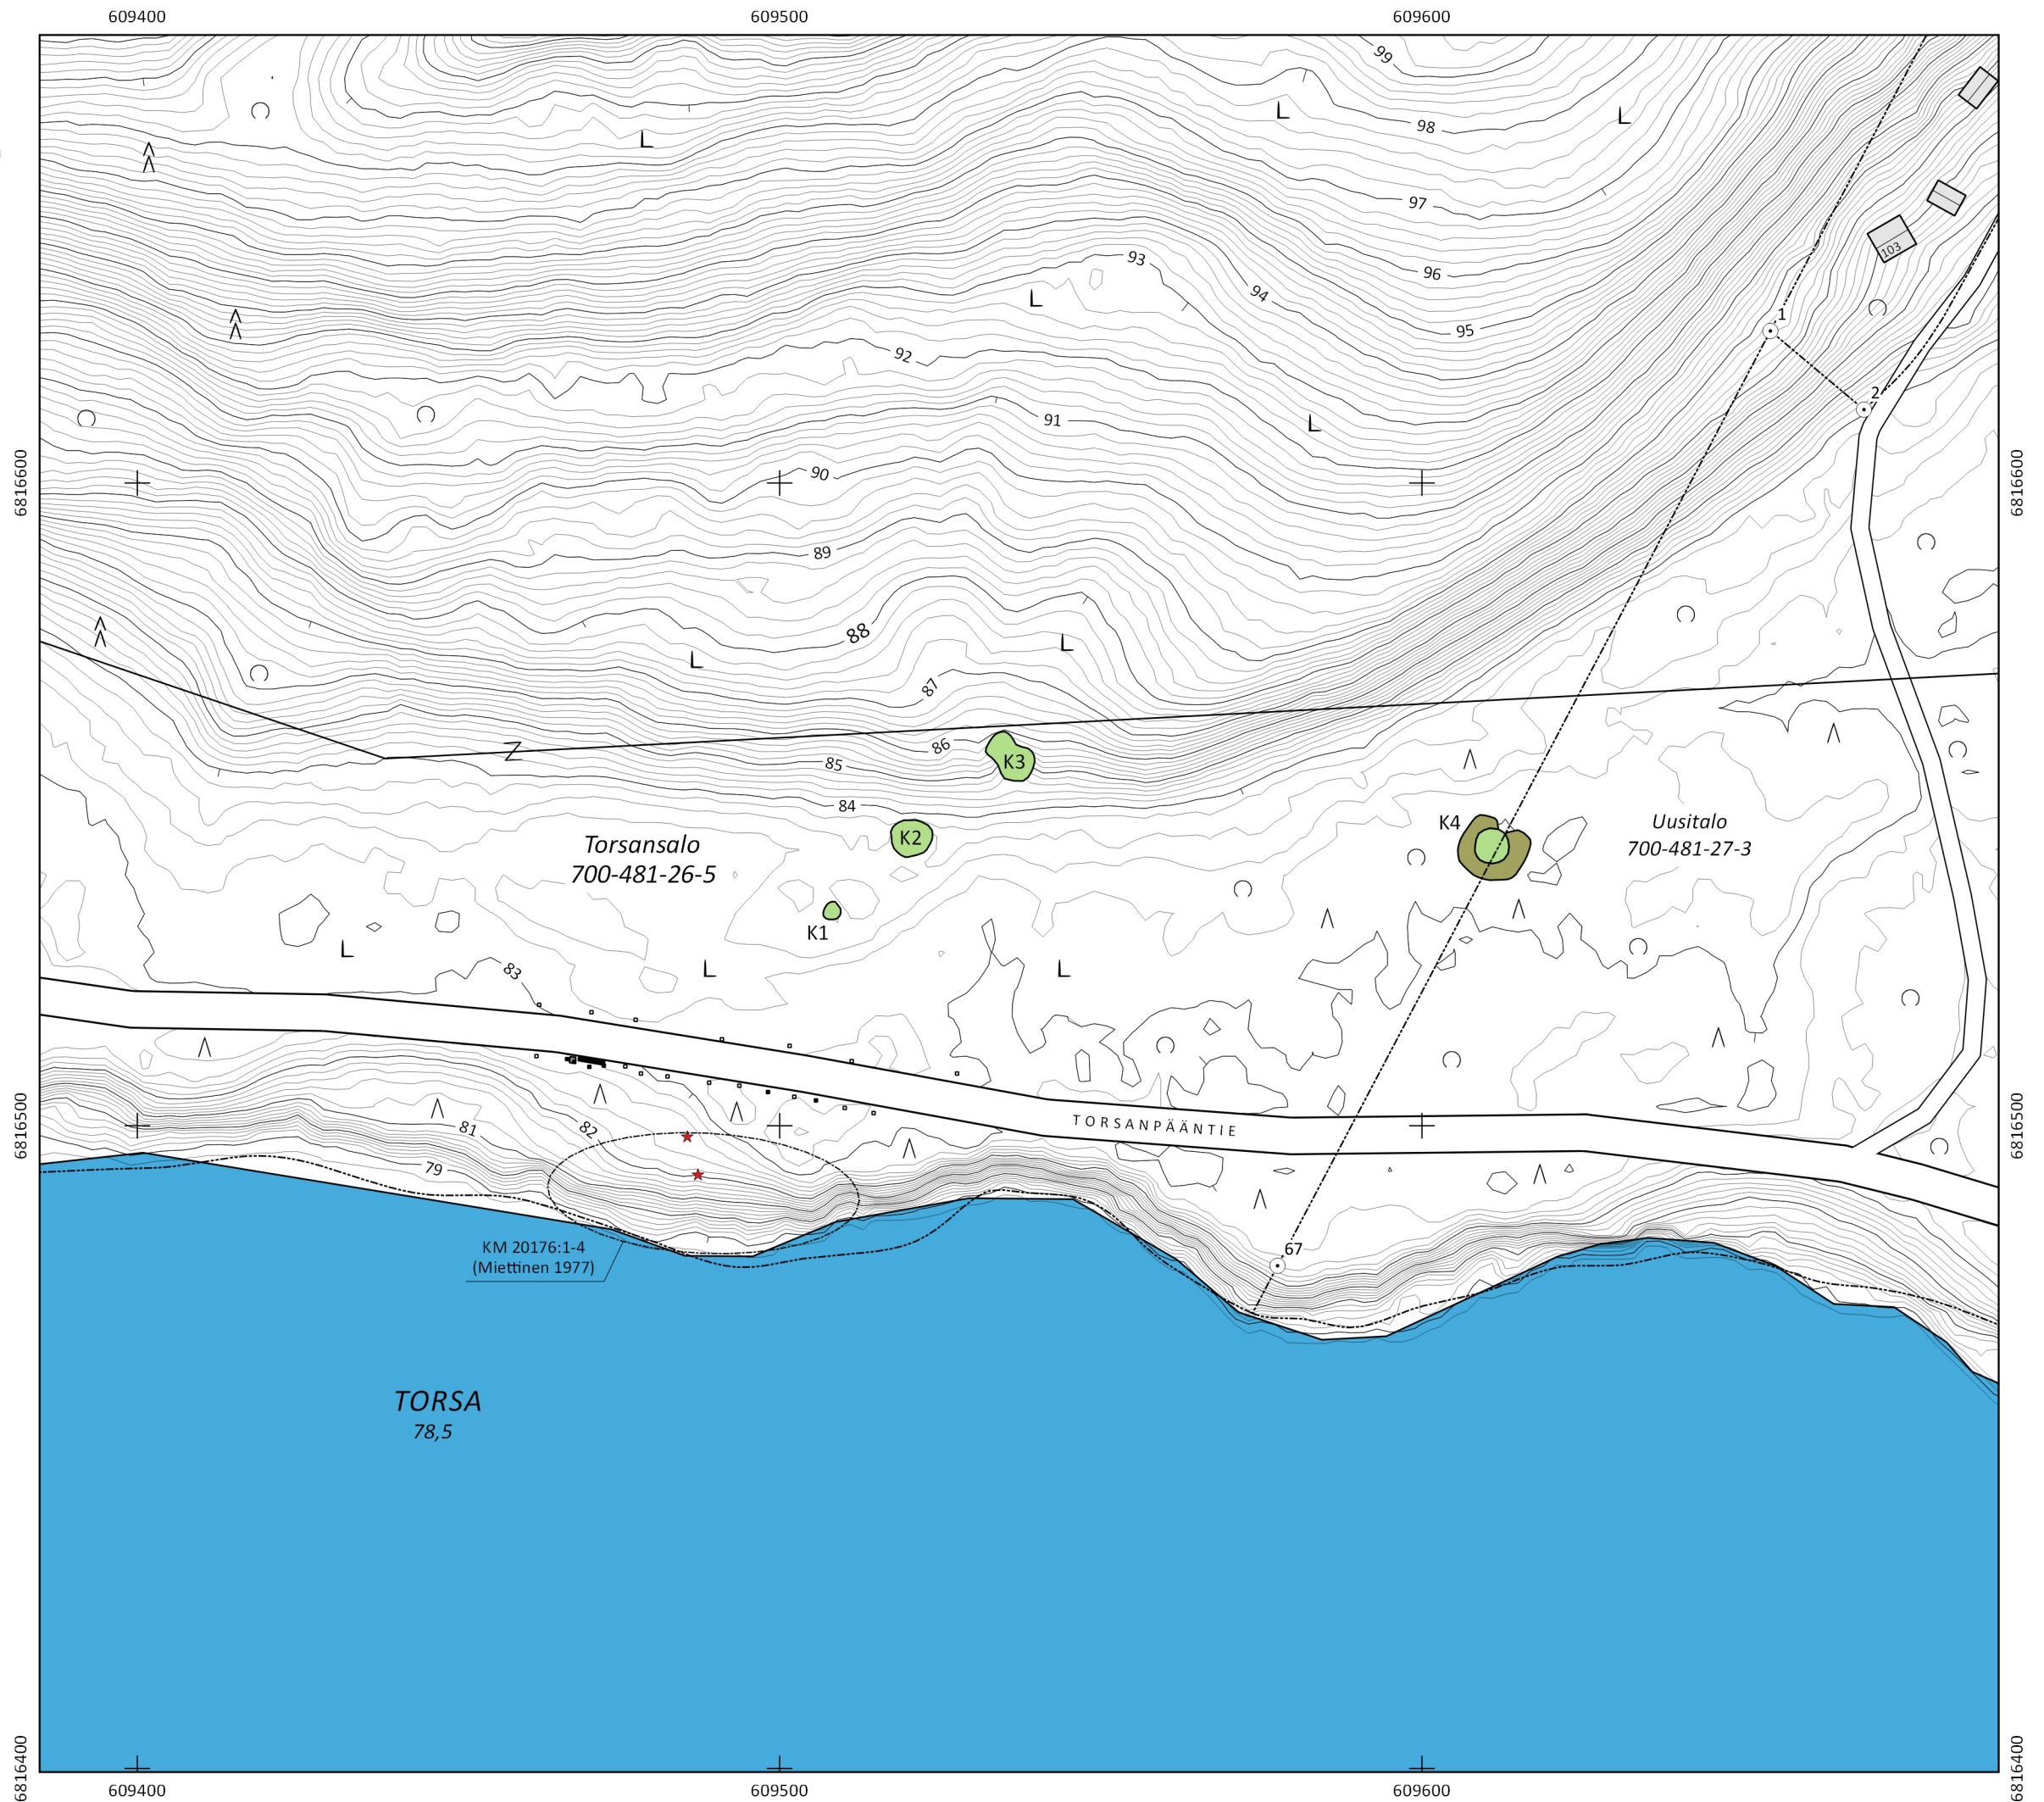 609400 609500 609600
99
98
97
96
95
94
93
92
91
90
89
88
87
86
85
84
83
82
81
79
103
1
2
6816600 6816600
K3
K2
K4
K1
Torsansalo
700-481-26-5
Uusitalo
700-481-27-3
Z
6816500 6816500
TORSANPÄÄNTIE
67
KM 20176:1-4
(Miettinen 1977)
TORSA
78,5
6816400 6816400
609400 609500 609600